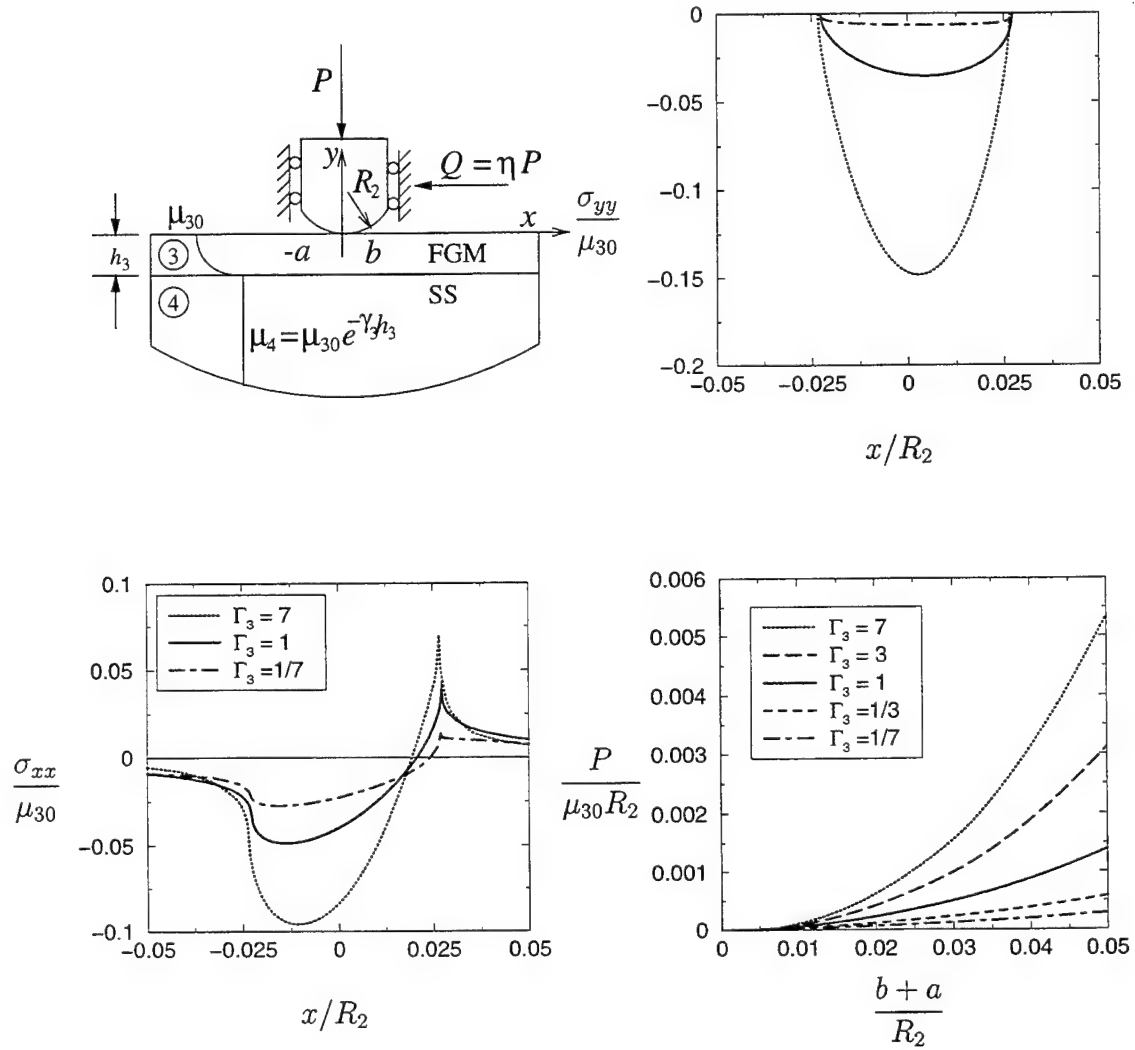 P
y
Q = η P
R₂
μ₃₀
x
h₃
③
-a
b
FGM
④
SS
μ₄ = μ₃₀ e^{-γ₃h₃}
σ_yy / μ₃₀
0
−0.05
−0.1
−0.15
−0.2
−0.05 −0.025 0 0.025 0.05
x/R₂
σ_xx / μ₃₀
0.1
0.05
0
−0.05
−0.1
Γ₃ = 7
Γ₃ = 1
Γ₃ =1/7
−0.05 −0.025 0 0.025 0.05
x/R₂
P / μ₃₀R₂
0.006
0.005
0.004
0.003
0.002
0.001
0
Γ₃ = 7
Γ₃ = 3
Γ₃ = 1
Γ₃ =1/3
Γ₃ =1/7
0 0.01 0.02 0.03 0.04 0.05
b + a / R₂